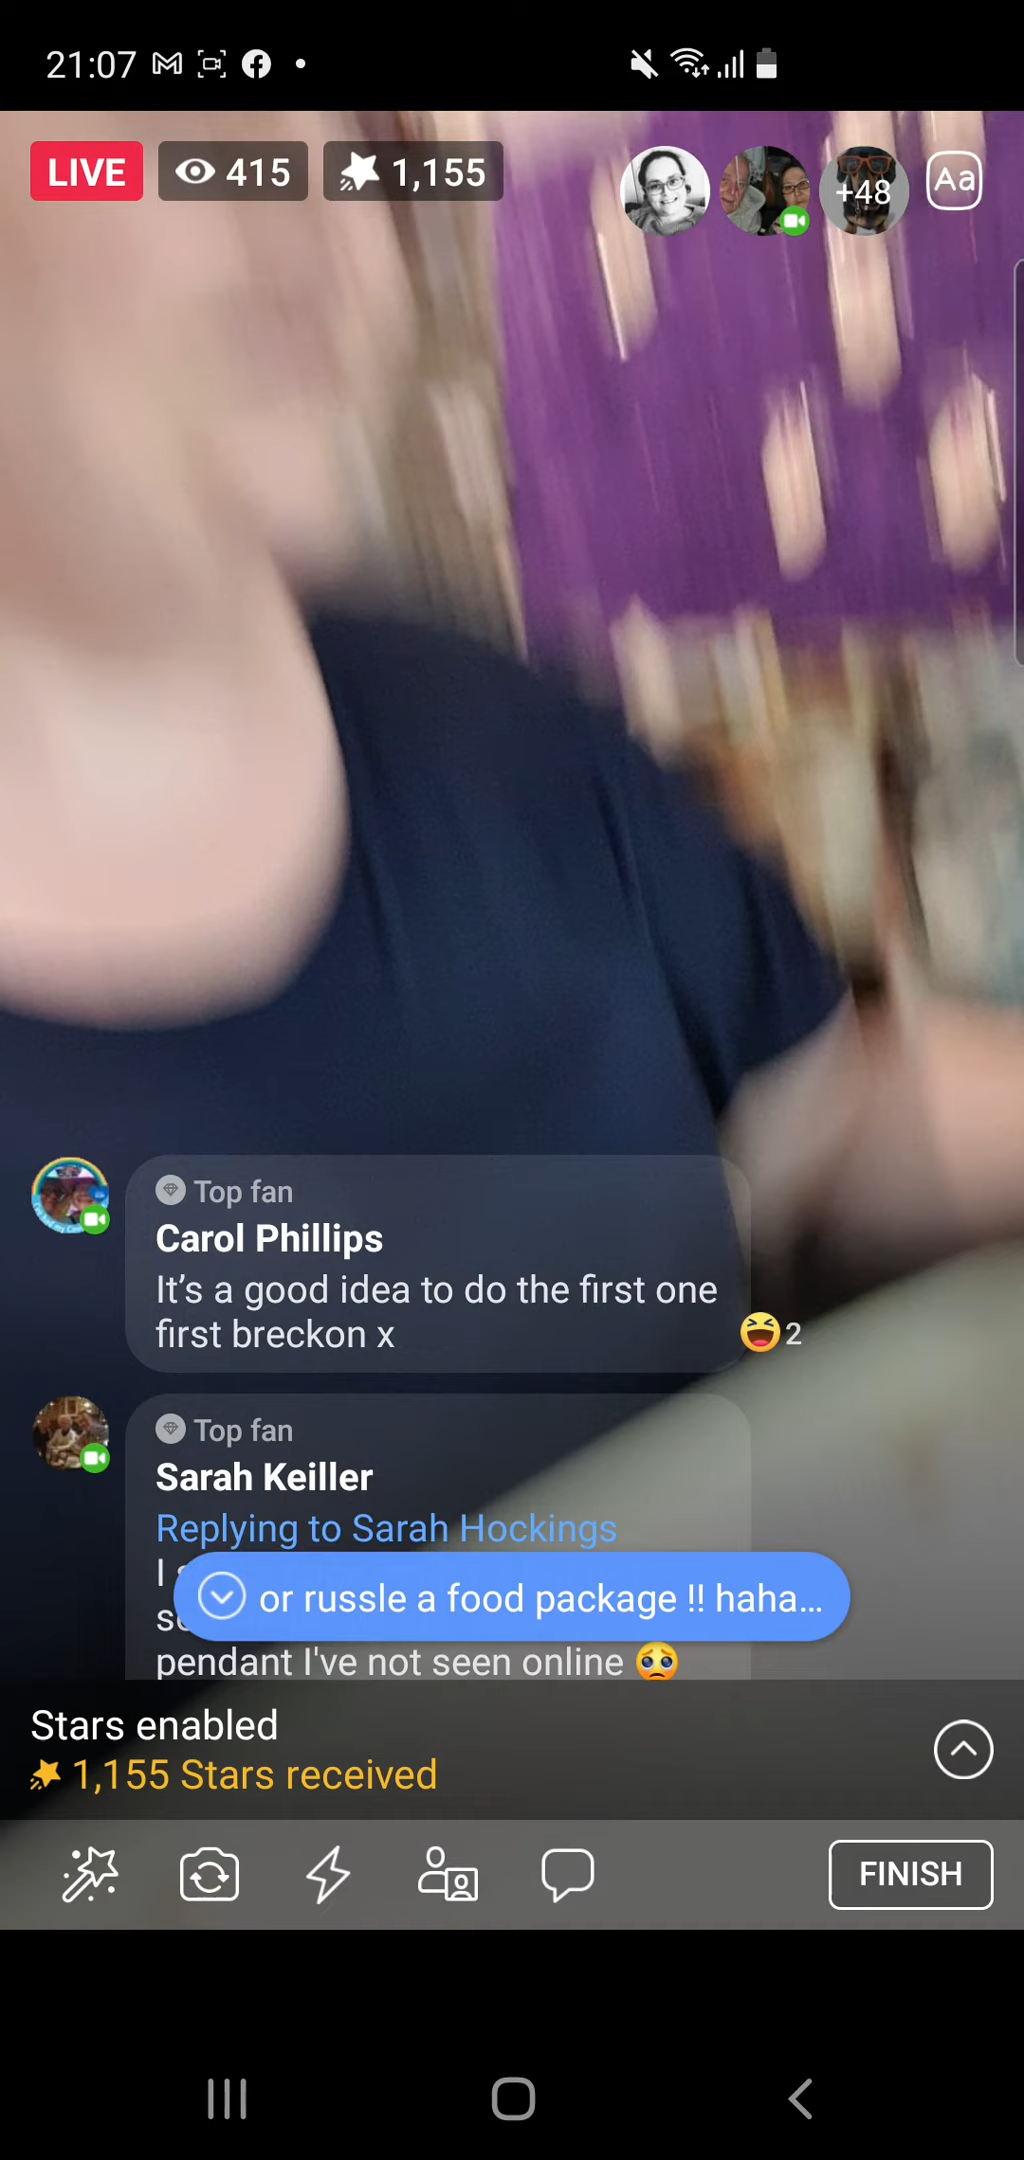 21:07
LIVE 415 1,155 +48 Aa
Top fan
Carol Phillips
It’s a good idea to do the first one
first breckon x
2
Top fan
Sarah Keiller
Replying to Sarah Hockings
I
or russle a food package !! haha...
pendant I've not seen online
Stars enabled
1,155 Stars received
FINISH